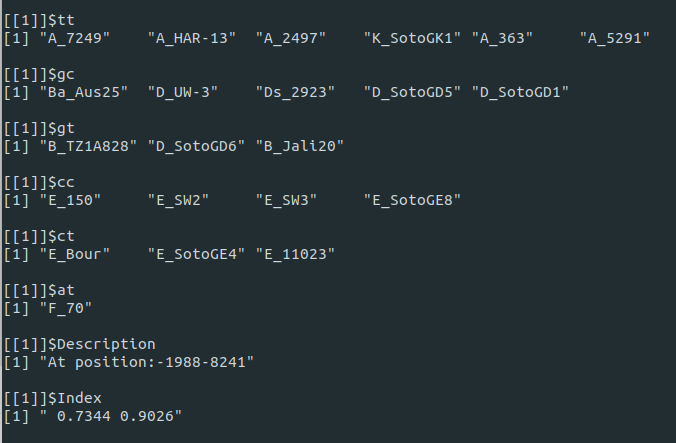 [[1]]$tt
[1] "A_7249"    "A_HAR-13"  "A_2497"    "K_SotoGK1" "A_363"     "A_5291"
[[1]]$gc
[1] "Ba_Aus25"  "D_UW-3"    "Ds_2923"   "D_SotoGD5" "D_SotoGD1"
[[1]]$gt
[1] "B_TZ1A828" "D_SotoGD6" "B_Jali20"
[[1]]$cc
[1] "E_150"     "E_SW2"     "E_SW3"     "E_SotoGE8"
[[1]]$ct
[1] "E_Bour"    "E_SotoGE4" "E_11023"
[[1]]$at
[1] "F_70"
[[1]]$Description
[1] "At position:-1988-8241"
[[1]]$Index
[1] " 0.7344 0.9026"